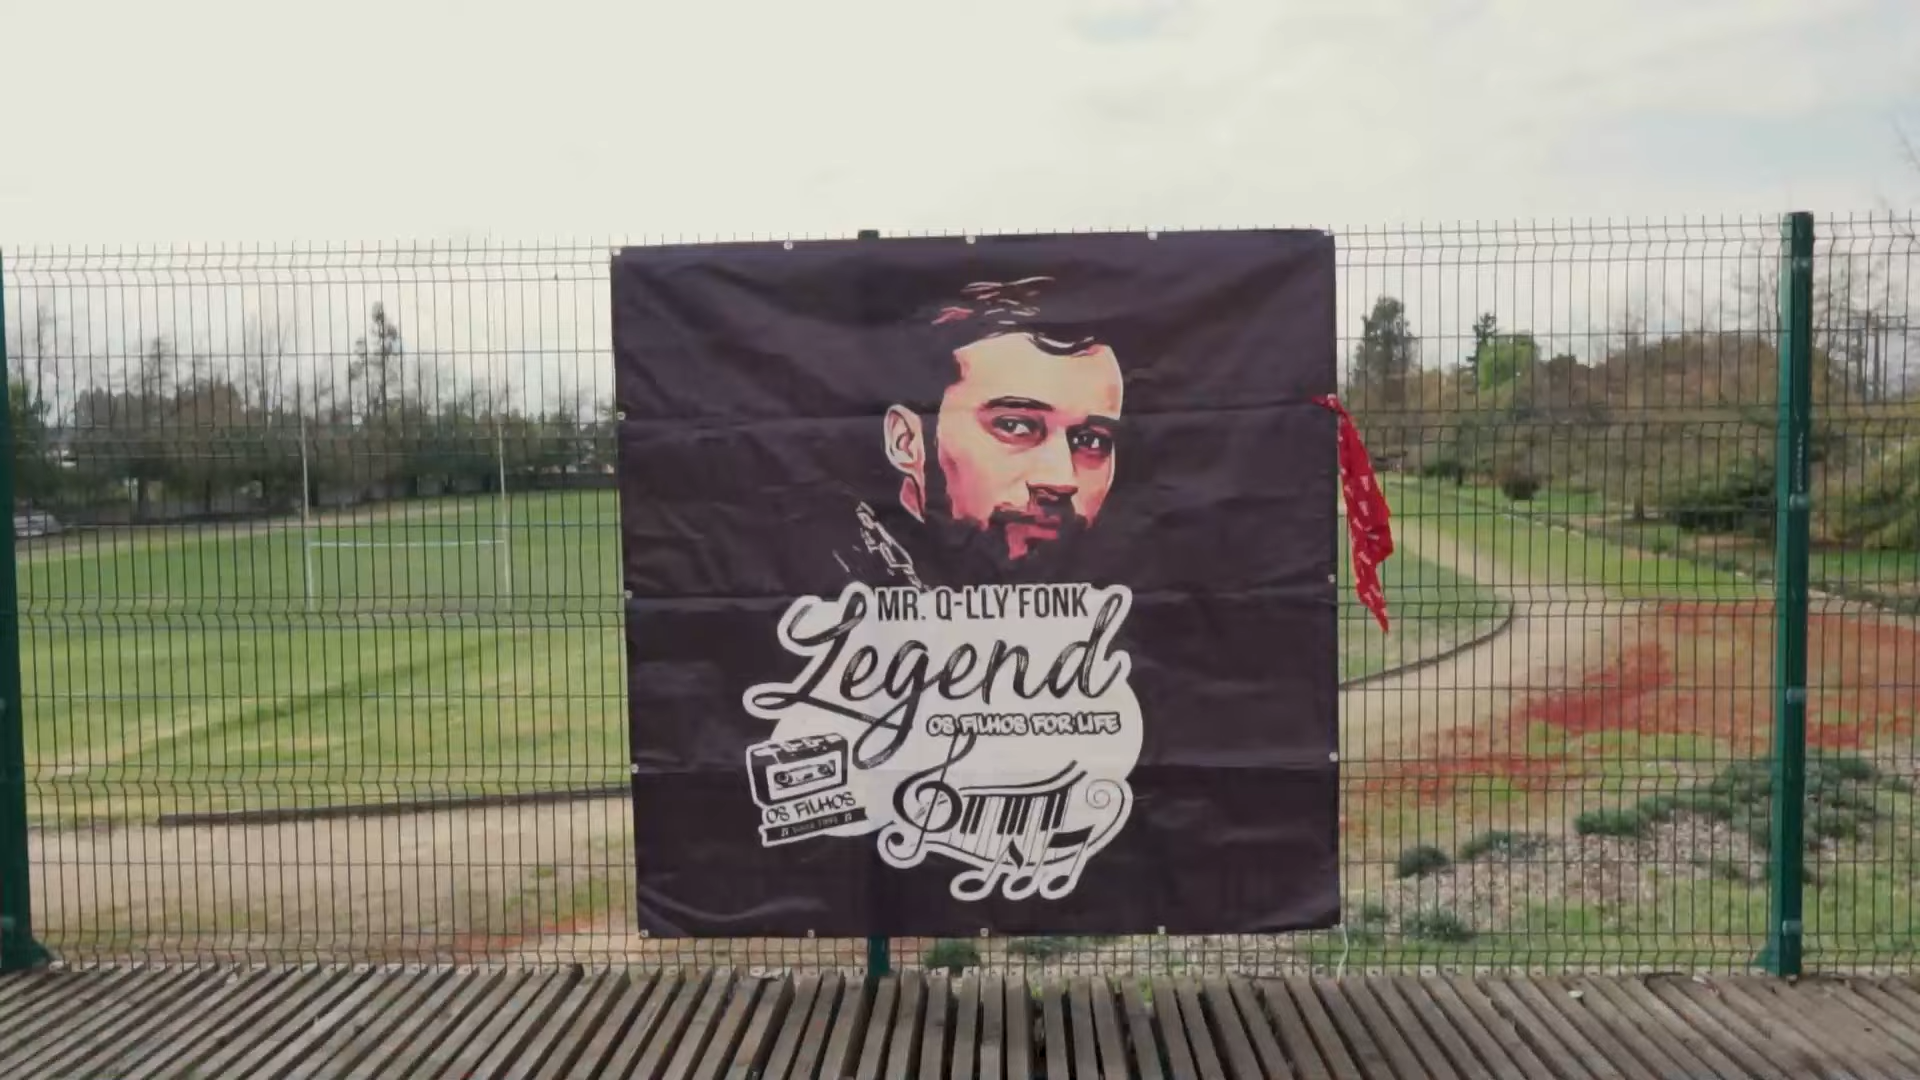 MR. Q-LLY FONK
Legend
OS FILHOS FOR LIFE
OS FILHOS